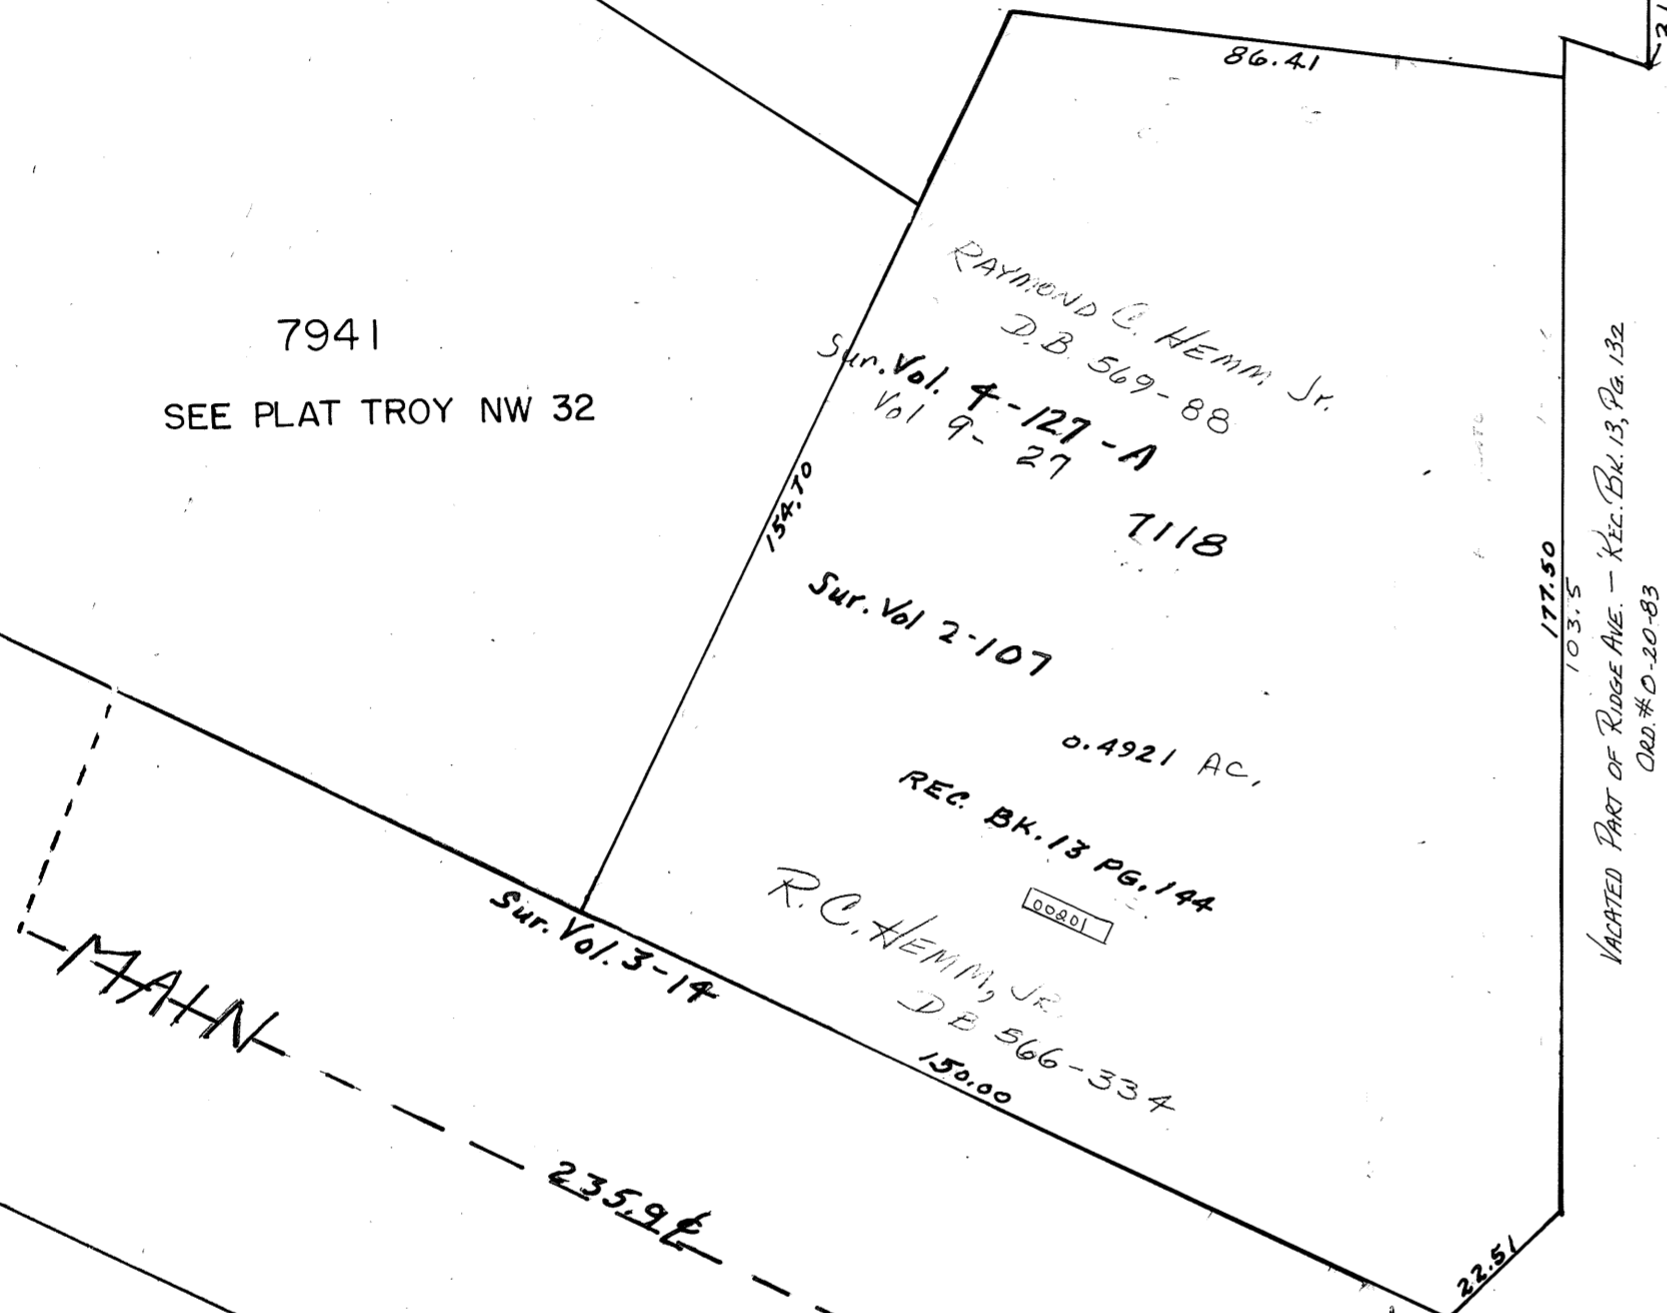 86.41
RAYMOND C. HEMM Jr.
D.B. 569-88
Sur. Vol. 4-127-A
Vol 9-27
7941
SEE PLAT TROY NW 32
154.70
7118
Sur. Vol 2-107
177.50
103.5
VACATED PART OF RIDGE AVE. — REC. BK. 13, PG. 132
ORD. # O-20-83
0.4921 AC.
REC. BK. 13 PG. 144
00201
R.C. HEMM, JR.
D B 566-334
Sur. Vol. 3-14
150.00
MAIN
235.9 ℄
22.51